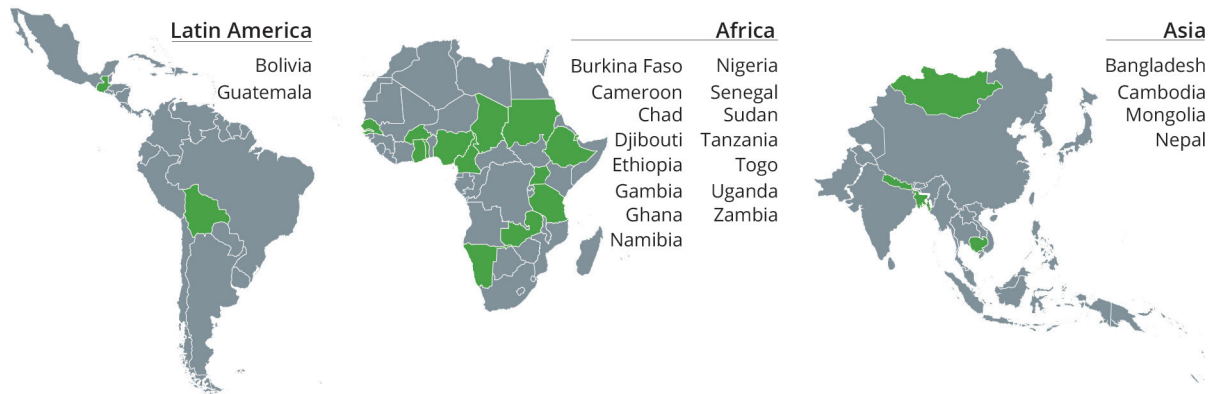 Latin America
Bolivia
Guatemala
Africa
Burkina Faso
Cameroon
Chad
Djibouti
Ethiopia
Gambia
Ghana
Namibia
Nigeria
Senegal
Sudan
Tanzania
Togo
Uganda
Zambia
Asia
Bangladesh
Cambodia
Mongolia
Nepal